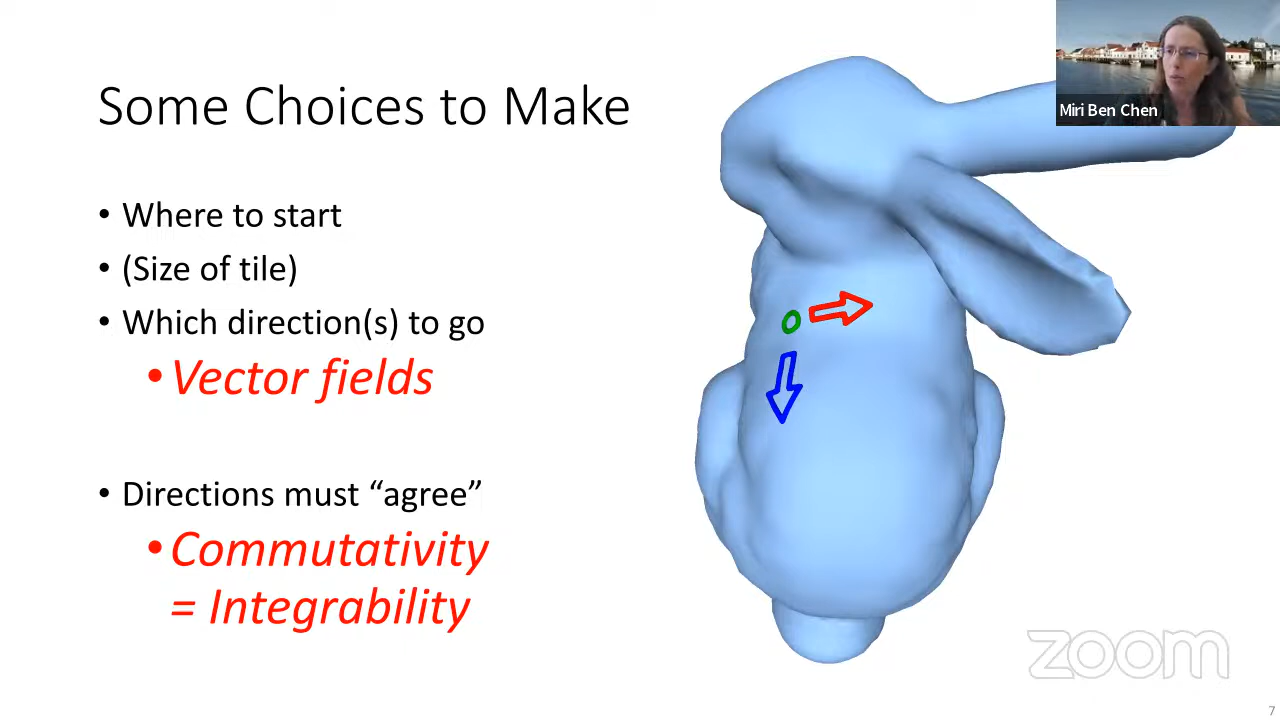 Some Choices to Make
Miri Ben Chen
• Where to start
• (Size of tile)
• Which direction(s) to go
• Vector fields
• Directions must “agree”
• Commutativity
= Integrability
zoom
7